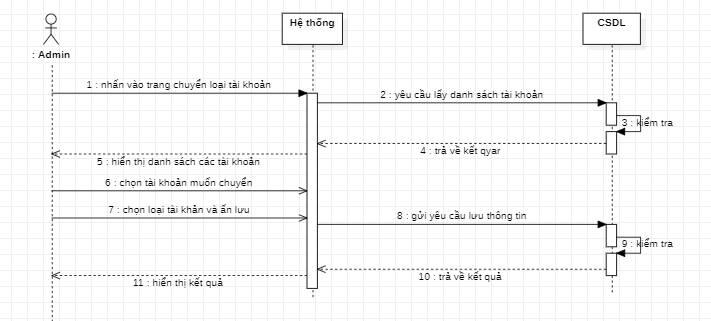 Hệ thống
CSDL
: Admin
1 : nhấn vào trang chuyển loại tài khoản
2 : yêu cầu lấy danh sách tài khoản
3 : kiểm tra
4 : trả về kết qyar
5 : hiển thị danh sách các tài khoản
6 : chọn tài khoản muốn chuyển
7 : chọn loại tài khản và ấn lưu
8 : gửi yêu cầu lưu thông tin
9 : kiểm tra
10 : trả về kết quả
11 : hiển thị kết quả